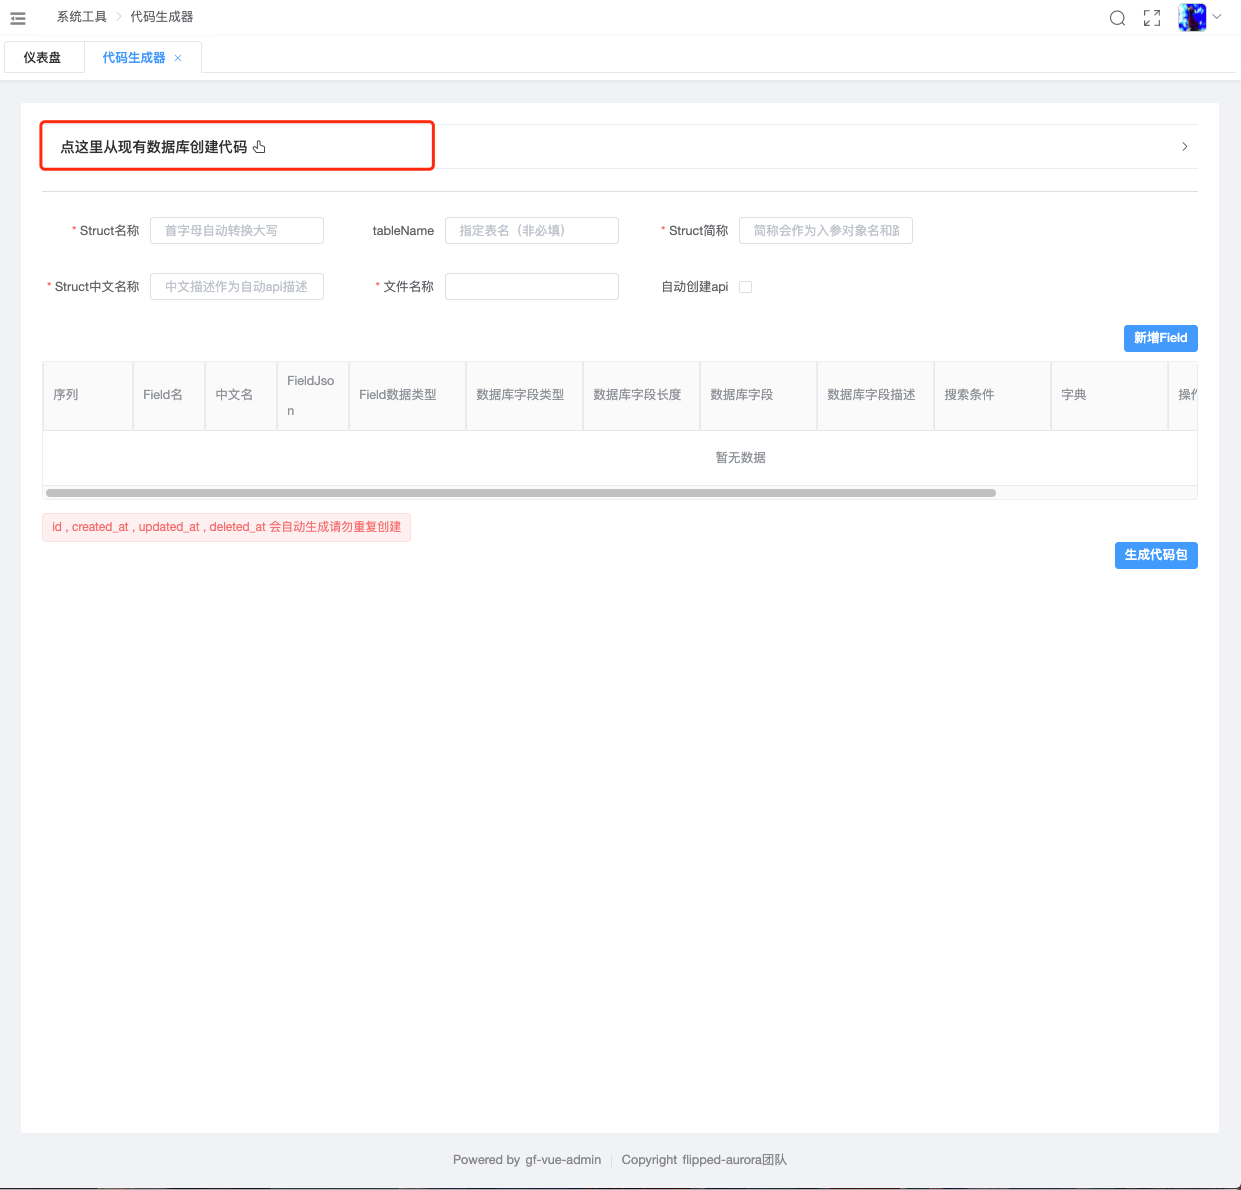 系统工具 代码生成器
仪表盘 代码生成器
点这里从现有数据库创建代码
* Struct名称 首字母自动转换大写 tableName 指定表名（非必填） * Struct简称 简称会作为入参对象名和
* Struct中文名称 中文描述作为自动api描述 * 文件名称 自动创建api
新增Field
序列 Field名 中文名 FieldJso
n Field数据类型 数据库字段类型 数据库字段长度 数据库字段 数据库字段描述 搜索条件 字典 操作
暂无数据
id , created_at , updated_at , deleted_at 会自动生成请勿重复创建
生成代码包
Powered by gf-vue-admin Copyright flipped-aurora团队